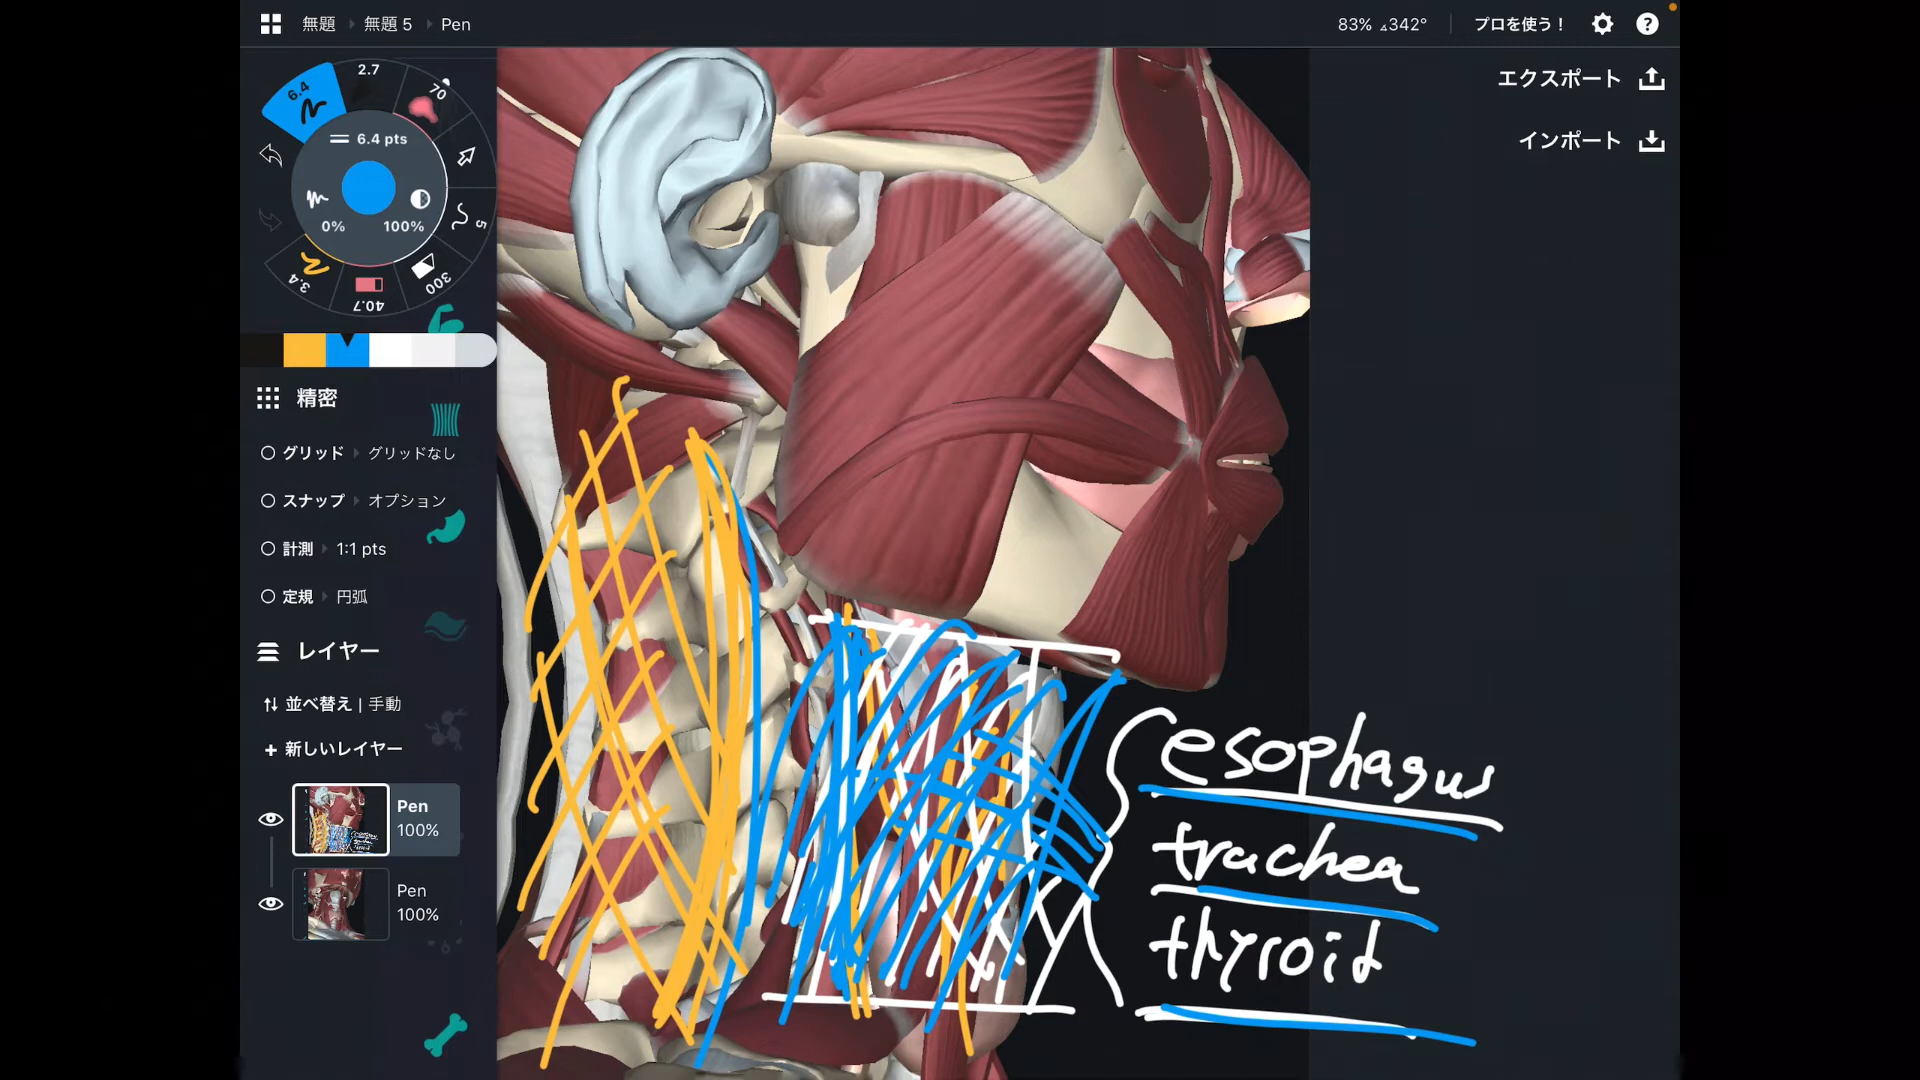 無題 無題 5 Pen
83% ⊿342° プロを使う!
エクスポート
インポート
2.7
6.4
70
6.4 pts
0% 100%
5
300
40.7
3.4
精密
グリッド グリッドなし
スナップ オプション
計測 1:1 pts
定規 円弧
レイヤー
並べ替え | 手動
+ 新しいレイヤー
Pen
100%
Pen
100%
esophagus
trachea
thyroid